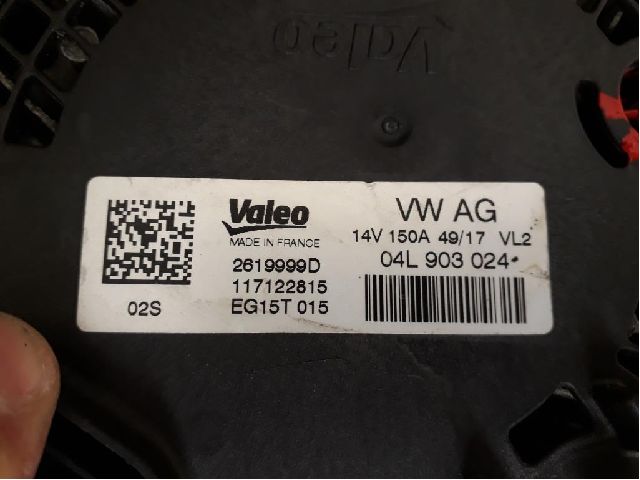 Valeo
Valeo
MADE IN FRANCE
2619999D
117122815
EG15T 015
02S
VW AG
14V 150A 49/17 VL2
04L 903 024*